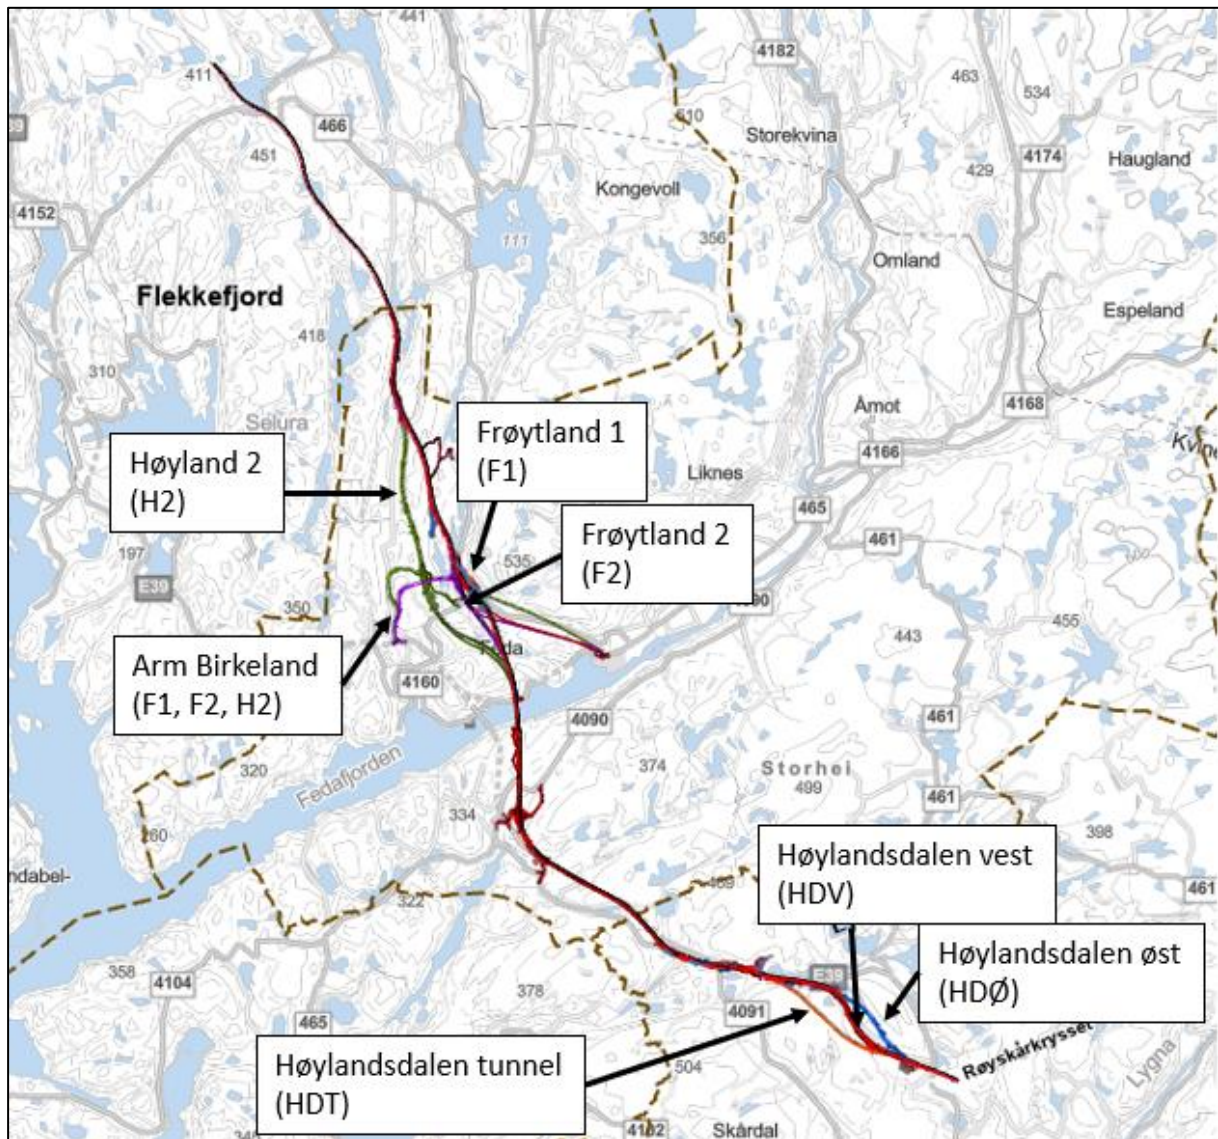 441
4182
411
463
534
510
466
Storekvina
451
4174
Haugland
429
Kongevoll
4152
356
111
Omland
Flekkefjord
Espeland
418
310
4168
Åmot
Selura
Frøytland 1
(F1)
Høyland 2
(H2)
4166
Liknes
465
Frøytland 2
(F2)
461
197
535
E39
350
455
443
Arm Birkeland
(F1, F2, H2)
4160
4090
461
Storhei
374
320
499
Fedafjorden
461
334
398
260
Høylandsdalen vest
(HDV)
ndabel-
461
322
Høylandsdalen øst
(HDØ)
358
E39
4104
378
4091
465
Høylandsdalen tunnel
(HDT)
504
Røyskårkrysset
Lygna
4102
Skårdal